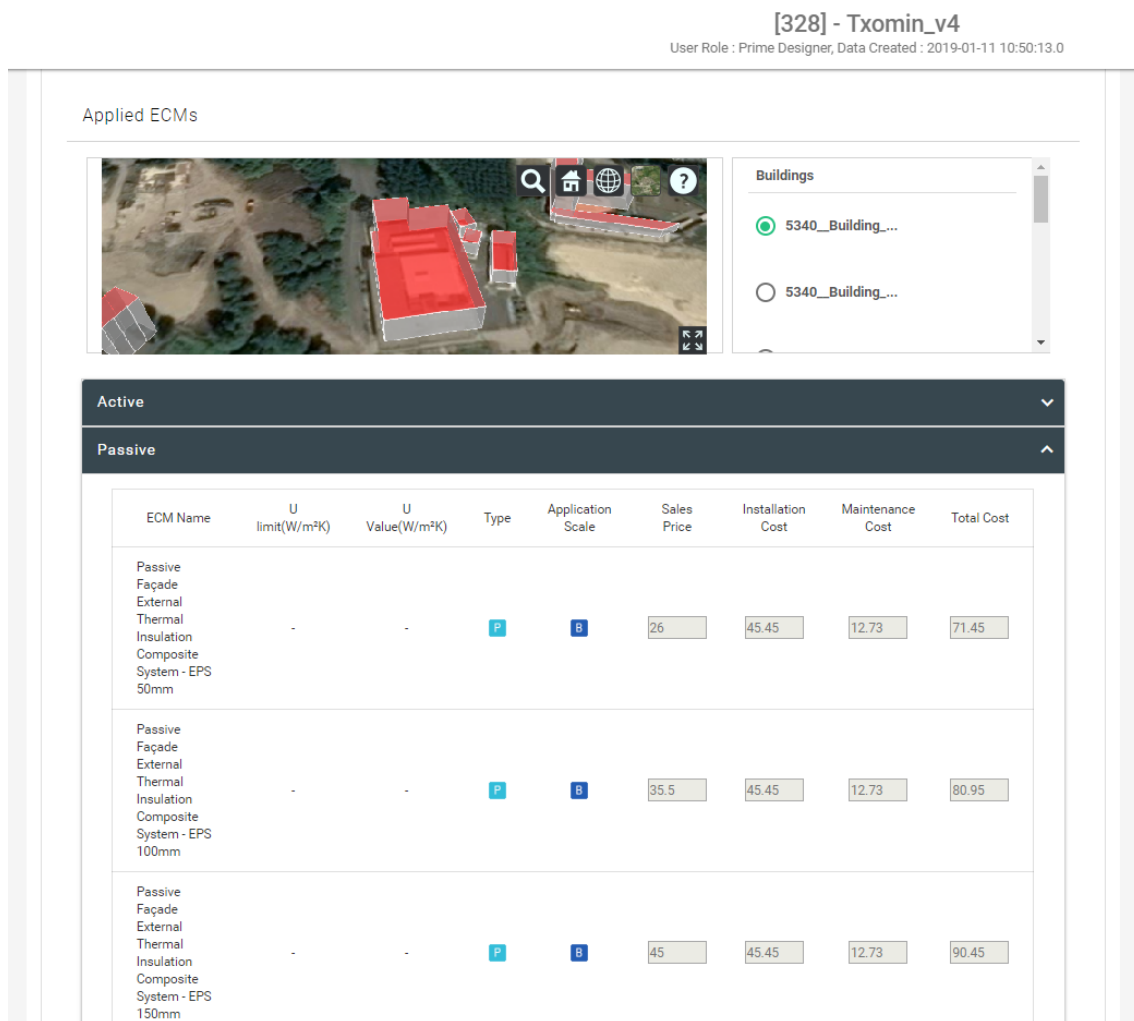 [328] - Txomin_v4
User Role : Prime Designer, Data Created : 2019-01-11 10:50:13.0
Applied ECMs
?
Buildings
5340__Building_...
5340__Building_...
Active
Passive
ECM Name
U
limit(W/m²K)
U
Value(W/m²K)
Type
Application
Scale
Sales
Price
Installation
Cost
Maintenance
Cost
Total Cost
Passive
Façade
External
Thermal
Insulation
Composite
System - EPS
50mm
-
-
P
B
26
45.45
12.73
71.45
Passive
Façade
External
Thermal
Insulation
Composite
System - EPS
100mm
-
-
P
B
35.5
45.45
12.73
80.95
Passive
Façade
External
Thermal
Insulation
Composite
System - EPS
150mm
-
-
P
B
45
45.45
12.73
90.45